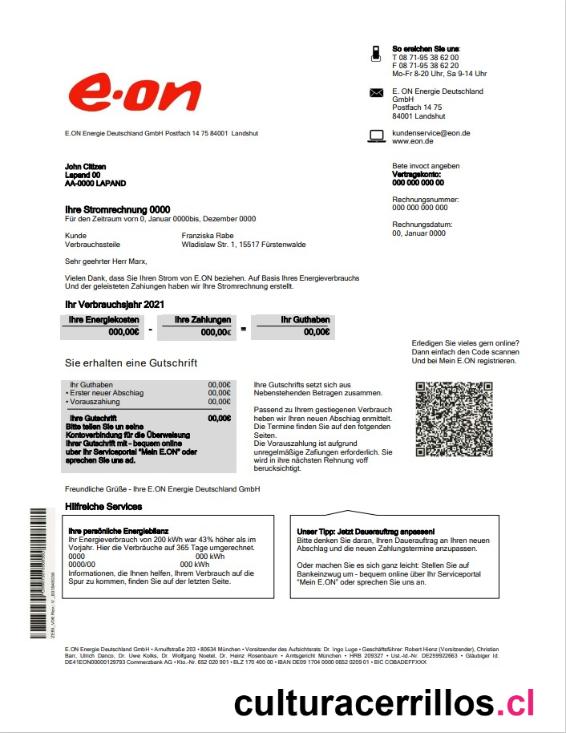 e·on
So ereichen Sie uns:
T 08 71-95 38 62 00
F 08 71-95 38 62 20
Mo-Fr 8-20 Uhr, Sa 9-14 Uhr
E. ON Energie Deutschland
GmbH
Postfach 14 75
84001 Landshut
kundenservice@eon.de
www.eon.de
E.ON Energie Deutschland GmbH Postfach 14 75 84001 Landshut
John Citizen
Lapand 00
AA-0000 LAPAND
Bete invoct angeben
Vertragskonto:
000 000 000 00
Rechnungsnummer:
000 000 000 000
Rechnungsdatum:
00, Januar 0000
Ihre Stromrechnung 0000
Für den Zeitraum vorn 0, Januar 0000bis, Dezember 0000
Kunde Franziska Rabe
Verbrauchssteile Wladislaw Str. 1, 15517 Fürstenwalde
Sehr geehrter Herr Marx,
Vielen Dank, dass Sie Ihren Strom von E.ON beziehen. Auf Basis Ihres Energieverbrauchs
Und der geleisteten Zahlungen haben wir Ihre Stromrechnung erstellt.
Ihr Verbrauchsjahr 2021
Ihre Energiekosten Ihre Zahlungen Ihr Guthaben
000,00€ - 000,00€ = 00,00€
Erledigen Sie vieles gern online?
Dann einfach den Code scannen
Und bei Mein E.ON registrieren.
Sie erhalten eine Gutschrift
Ihr Guthaben 00,00€
• Erster neuer Abschlag 00,00€
• Vorauszahlung 00,00€
Ihre Gutschrift 00,00€
Bitte teilen Sie un seine
Kontoverbindung für die Überweisung
Ihrer Gutschrift mit - bequem online
uber Ihr Serviceportal "Mein E.ON" oder
sprechen Sie uns ad.
Ihre Gutschrifts setzt sich aus
Nebenstehenden Betragen zusammen.
Passend zu Ihrem gestiegenen Verbrauch
heben wir Ihren neuen Abschlag ermittelt.
Die Termine finden Sie auf den folgenden
Seiten.
Die Vorauszahlung ist aufgrund
unregelmäßige Zaflungen erforderlich. Sie
wird in ihre nächsten Rehnung voff
berucksichtigt.
Freundliche Grüße - Ihre E.ON Energie Deutschland GmbH
Hilfreiche Services
Ihre persönliche Energiebilanz
Ihr Energieverbrauch von 200 kWh war 43% höher als im
Vorjahr. Hier die Verbräuche auf 365 Tage umgerechnet.
0000 000 kWh
0000/00 000 kWh
Informationen, die Ihnen helfen, Ihrem Verbrauch auf die
Spur zu kommen, finden Sie auf der letzten Seite.
Unser Tipp: Jetzt Dauerauftrag anpassen!
Bitte denken Sie daran, Ihren Dauerauftrag an Ihren neuen
Abschlag und die neuen Zahlungstermine anzupassen.
Oder machen Sie es sich ganz leicht: Stellen Sie auf
Bankeinzwug um - bequem online über Ihr Serviceportal
"Mein E.ON" oder sprechen Sie uns an.
E.ON Energie Deutschland GmbH • Arnulfstraße 203 • 80634 München • Vorsitzender des Aufsichtsrats: Dr. Ingo Luge • Geschäftsführer: Robert Hienz (Vorsitzender), Christian
Barr, Ulrich Danco, Dr. Uwe Kolks, Dr. Wolfgang Noetel, Dr. Heinz Rosenbaum • Amtsgericht München • HRB 209327 • Ust.-Id.-Nr. DE299922663 • Gläubiger Id.
DE41EON00000129793 Commerzbank AG • Kto.-Nr. 652 020 901 • BLZ 170 400 00 • IBAN DE09 1704 0000 0652 0209 01 • BIC COBADEFFXXX
culturacerrillos.cl